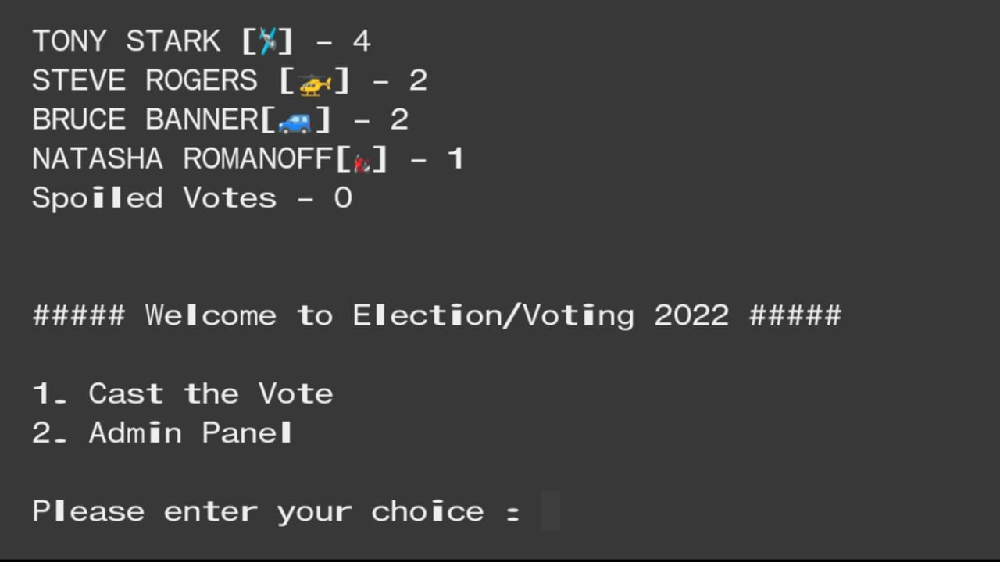 TONY STARK [] - 4
STEVE ROGERS [🚁] - 2
BRUCE BANNER[🚙] - 2
NATASHA ROMANOFF[] - 1
Spoiled Votes - 0
##### Welcome to Election/Voting 2022 #####
1. Cast the Vote
2. Admin Panel
Please enter your choice :